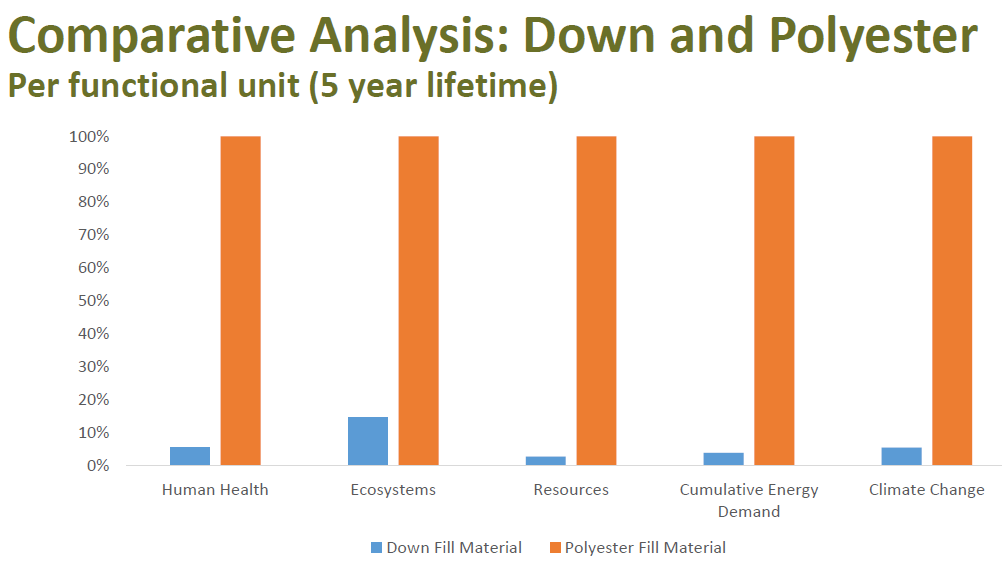 Comparative Analysis: Down and Polyester
Per functional unit (5 year lifetime)
100%
90%
80%
70%
60%
50%
40%
30%
20%
10%
0%
Human Health
Ecosystems
Resources
Cumulative Energy
Demand
Climate Change
Down Fill Material
Polyester Fill Material